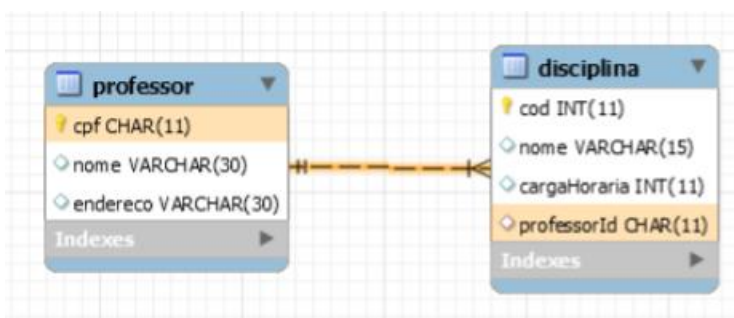 professor
cpf CHAR(11)
nome VARCHAR(30)
endereco VARCHAR(30)
Indexes
disciplina
cod INT(11)
nome VARCHAR(15)
cargaHoraria INT(11)
professorId CHAR(11)
Indexes